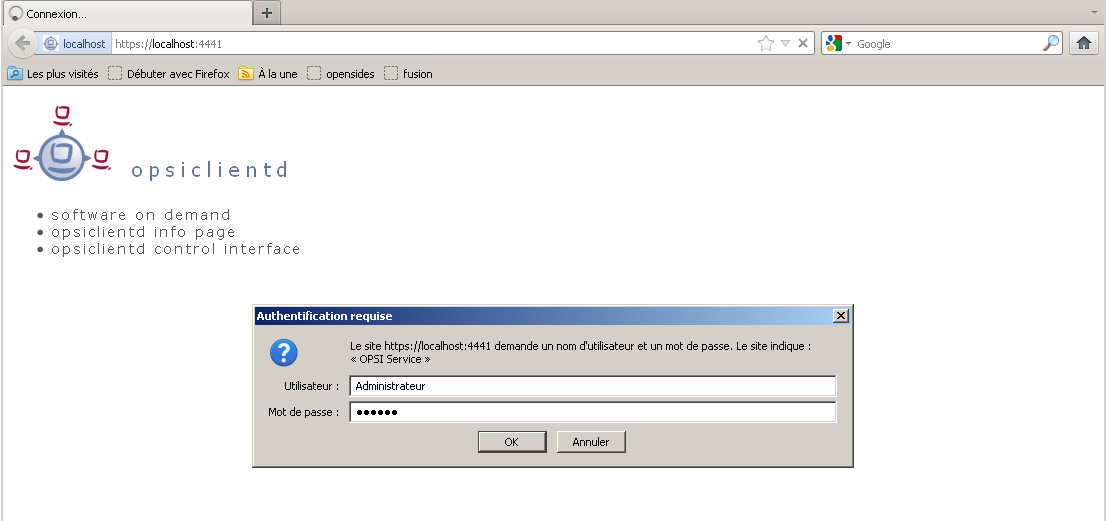 Connexion...
localhost https://localhost:4441 Google
Les plus visités Débuter avec Firefox À la une opensides fusion
opsiclientd
software on demand
opsiclientd info page
opsiclientd control interface
Authentification requise
Le site https://localhost:4441 demande un nom d'utilisateur et un mot de passe. Le site indique :
« OPSI Service »
Utilisateur : Administrateur
Mot de passe : ●●●●●●
OK Annuler